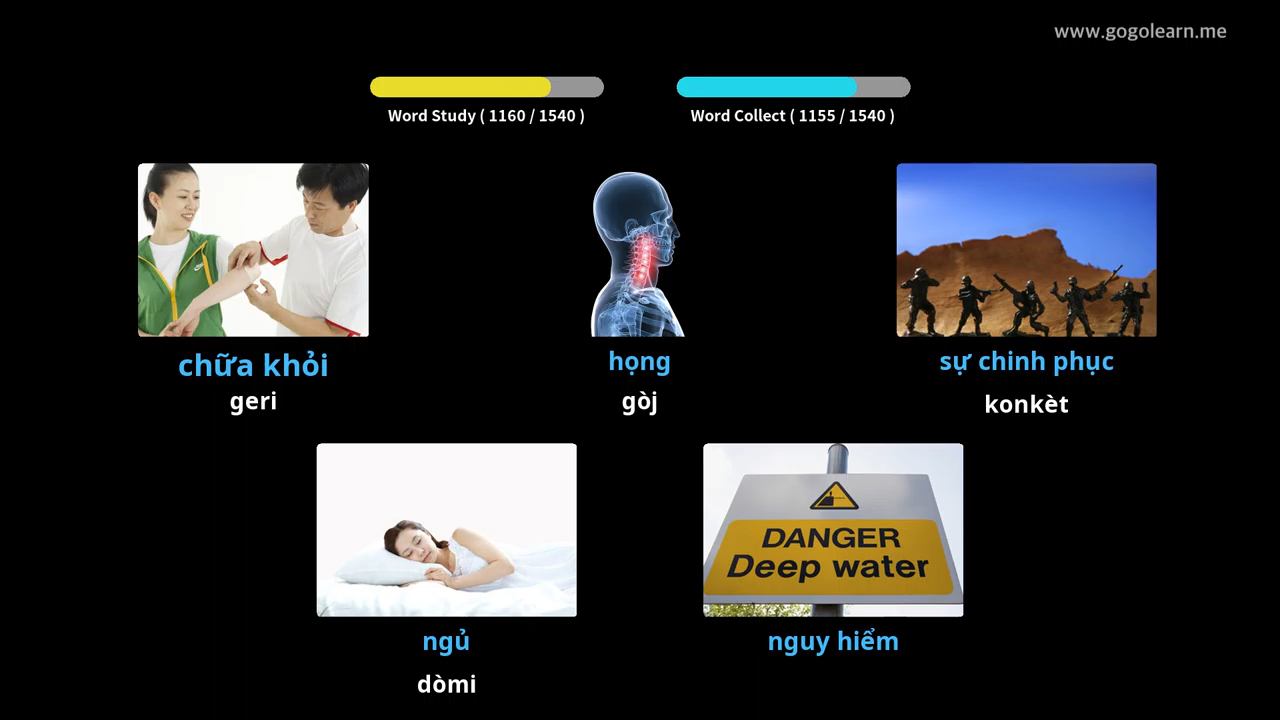 www.gogolearn.me
Word Study ( 1160 / 1540 )
Word Collect ( 1155 / 1540 )
chữa khỏi
geri
họng
gòj
sự chinh phục
konkèt
ngủ
dòmi
DANGER
Deep water
nguy hiểm